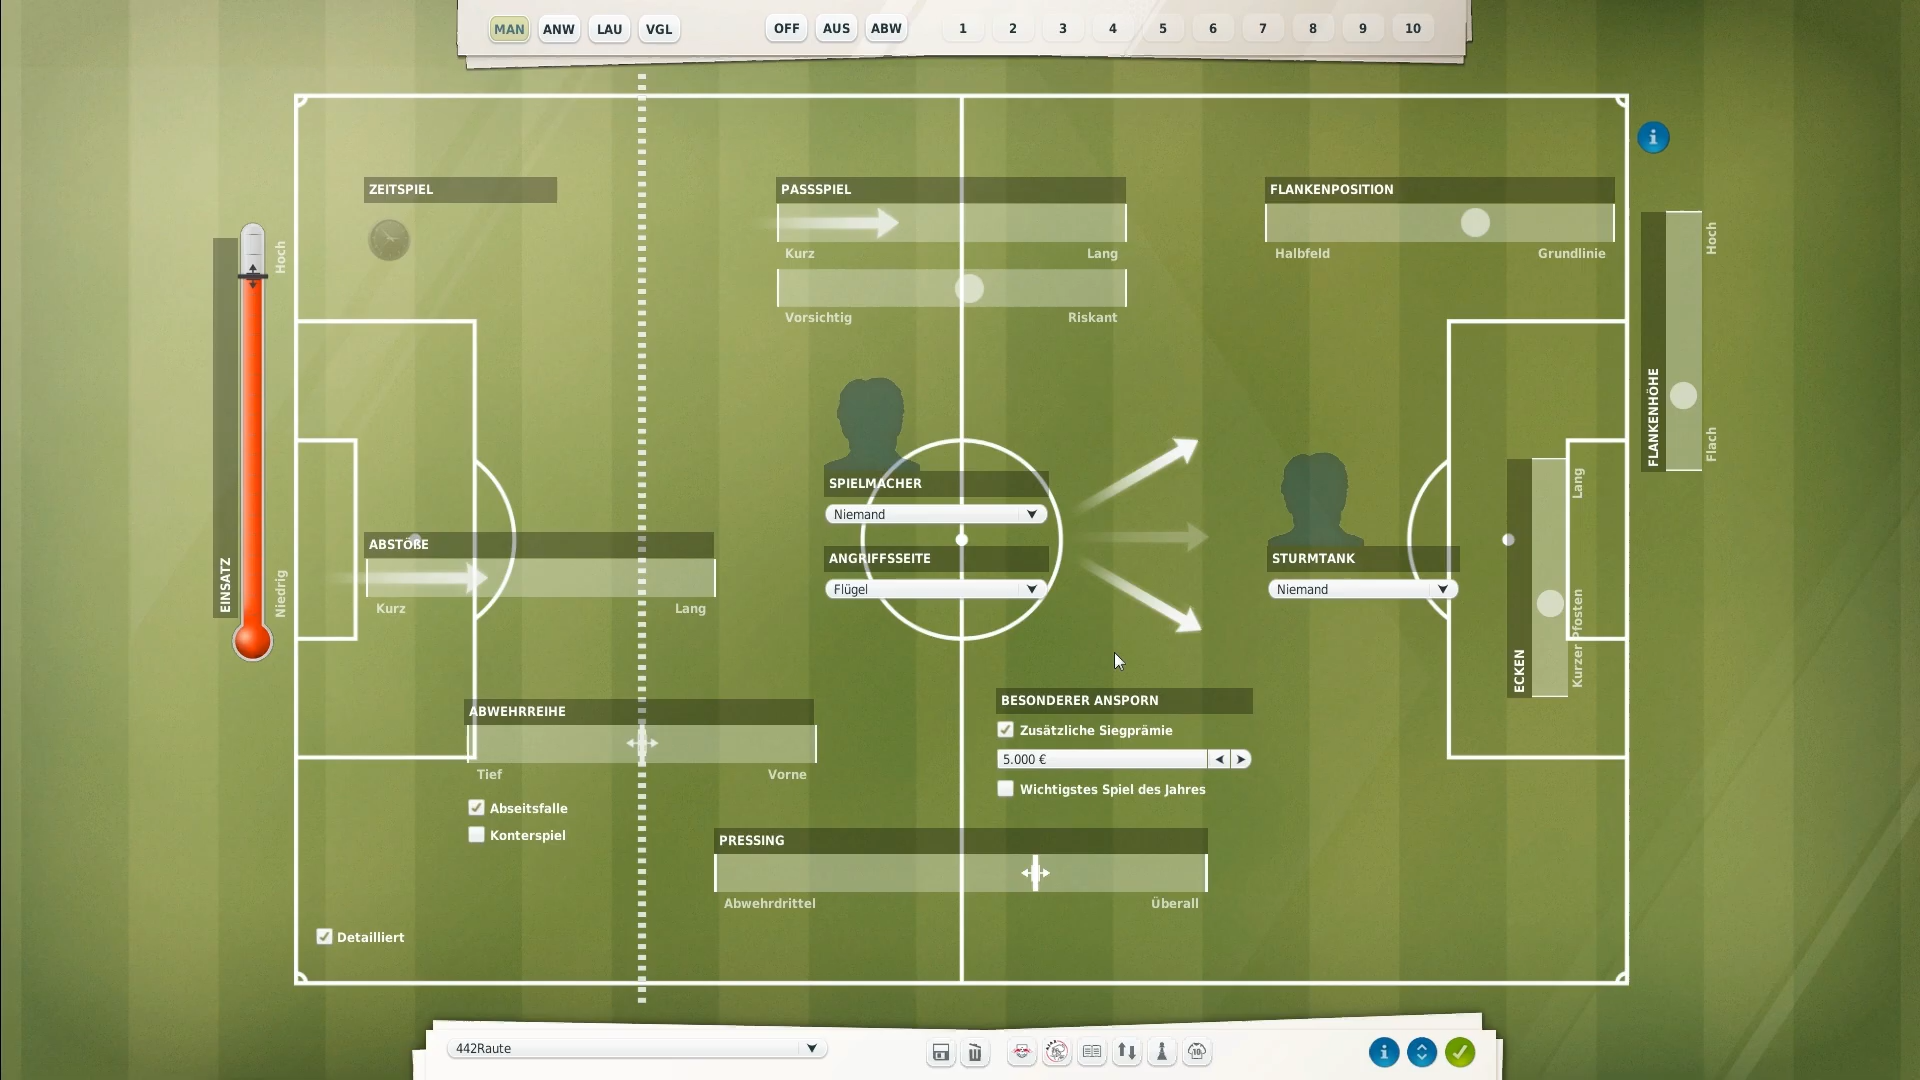 MAN ANW LAU VGL OFF AUS ABW 1 2 3 4 5 6 7 8 9 10
ZEITSPIEL
PASSSPIEL
Kurz Lang
Vorsichtig Riskant
FLANKENPOSITION
Halbfeld Grundlinie
FLANKENHÖHE
Hoch
Flach
EINSATZ
Hoch
Niedrig
SPIELMACHER
Niemand
ANGRIFFSSEITE
Flügel
STURMTANK
Niemand
ABSTÖßE
Kurz Lang
ECKEN
Lang
Kurzer Pfosten
ABWEHRREIHE
Tief Vorne
Abseitsfalle
Konterspiel
BESONDERER ANSPORN
Zusätzliche Siegprämie
5.000 €
Wichtigstes Spiel des Jahres
PRESSING
Abwehrdrittel Überall
Detailliert
442Raute
10